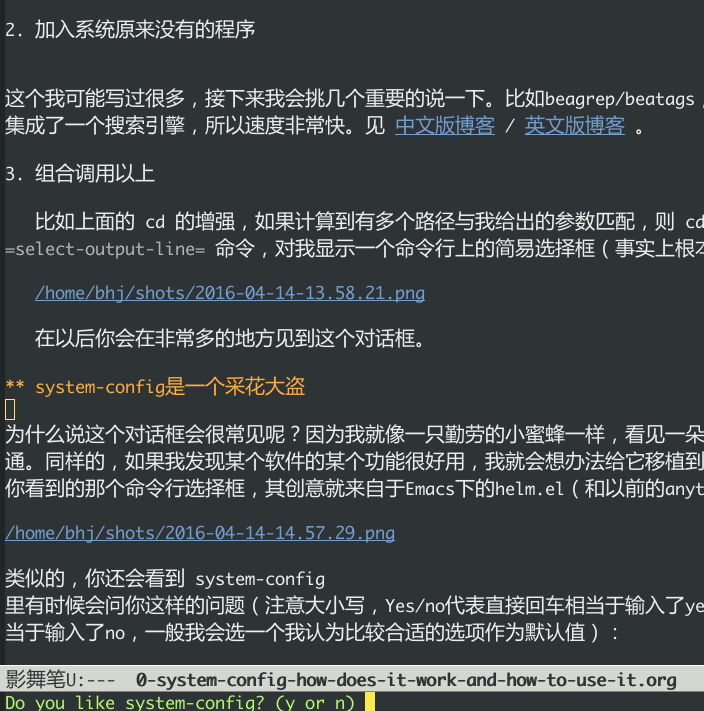 2. 加入系统原来没有的程序
这个我可能写过很多，接下来我会挑几个重要的说一下。比如beagrep/beatags，
集成了一个搜索引擎，所以速度非常快。见 中文版博客 / 英文版博客 。
3. 组合调用以上
比如上面的 cd 的增强，如果计算到有多个路径与我给出的参数匹配，则 cd
=select-output-line= 命令，对我显示一个命令行上的简易选择框（事实上根本
/home/bhj/shots/2016-04-14-13.58.21.png
在以后你会在非常多的地方见到这个对话框。
** system-config是一个采花大盗
为什么说这个对话框会很常见呢？因为我就像一只勤劳的小蜜蜂一样，看见一朵
通。同样的，如果我发现某个软件的某个功能很好用，我就会想办法给它移植到
你看到的那个命令行选择框，其创意就来自于Emacs下的helm.el（和以前的anyt
/home/bhj/shots/2016-04-14-14.57.29.png
类似的，你还会看到 system-config
里有时候会问你这样的问题（注意大小写，Yes/no代表直接回车相当于输入了ye
当于输入了no，一般我会选一个我认为比较合适的选项作为默认值）：
影舞笔U:--- 0-system-config-how-does-it-work-and-how-to-use-it.org
Do you like system-config? (y or n)